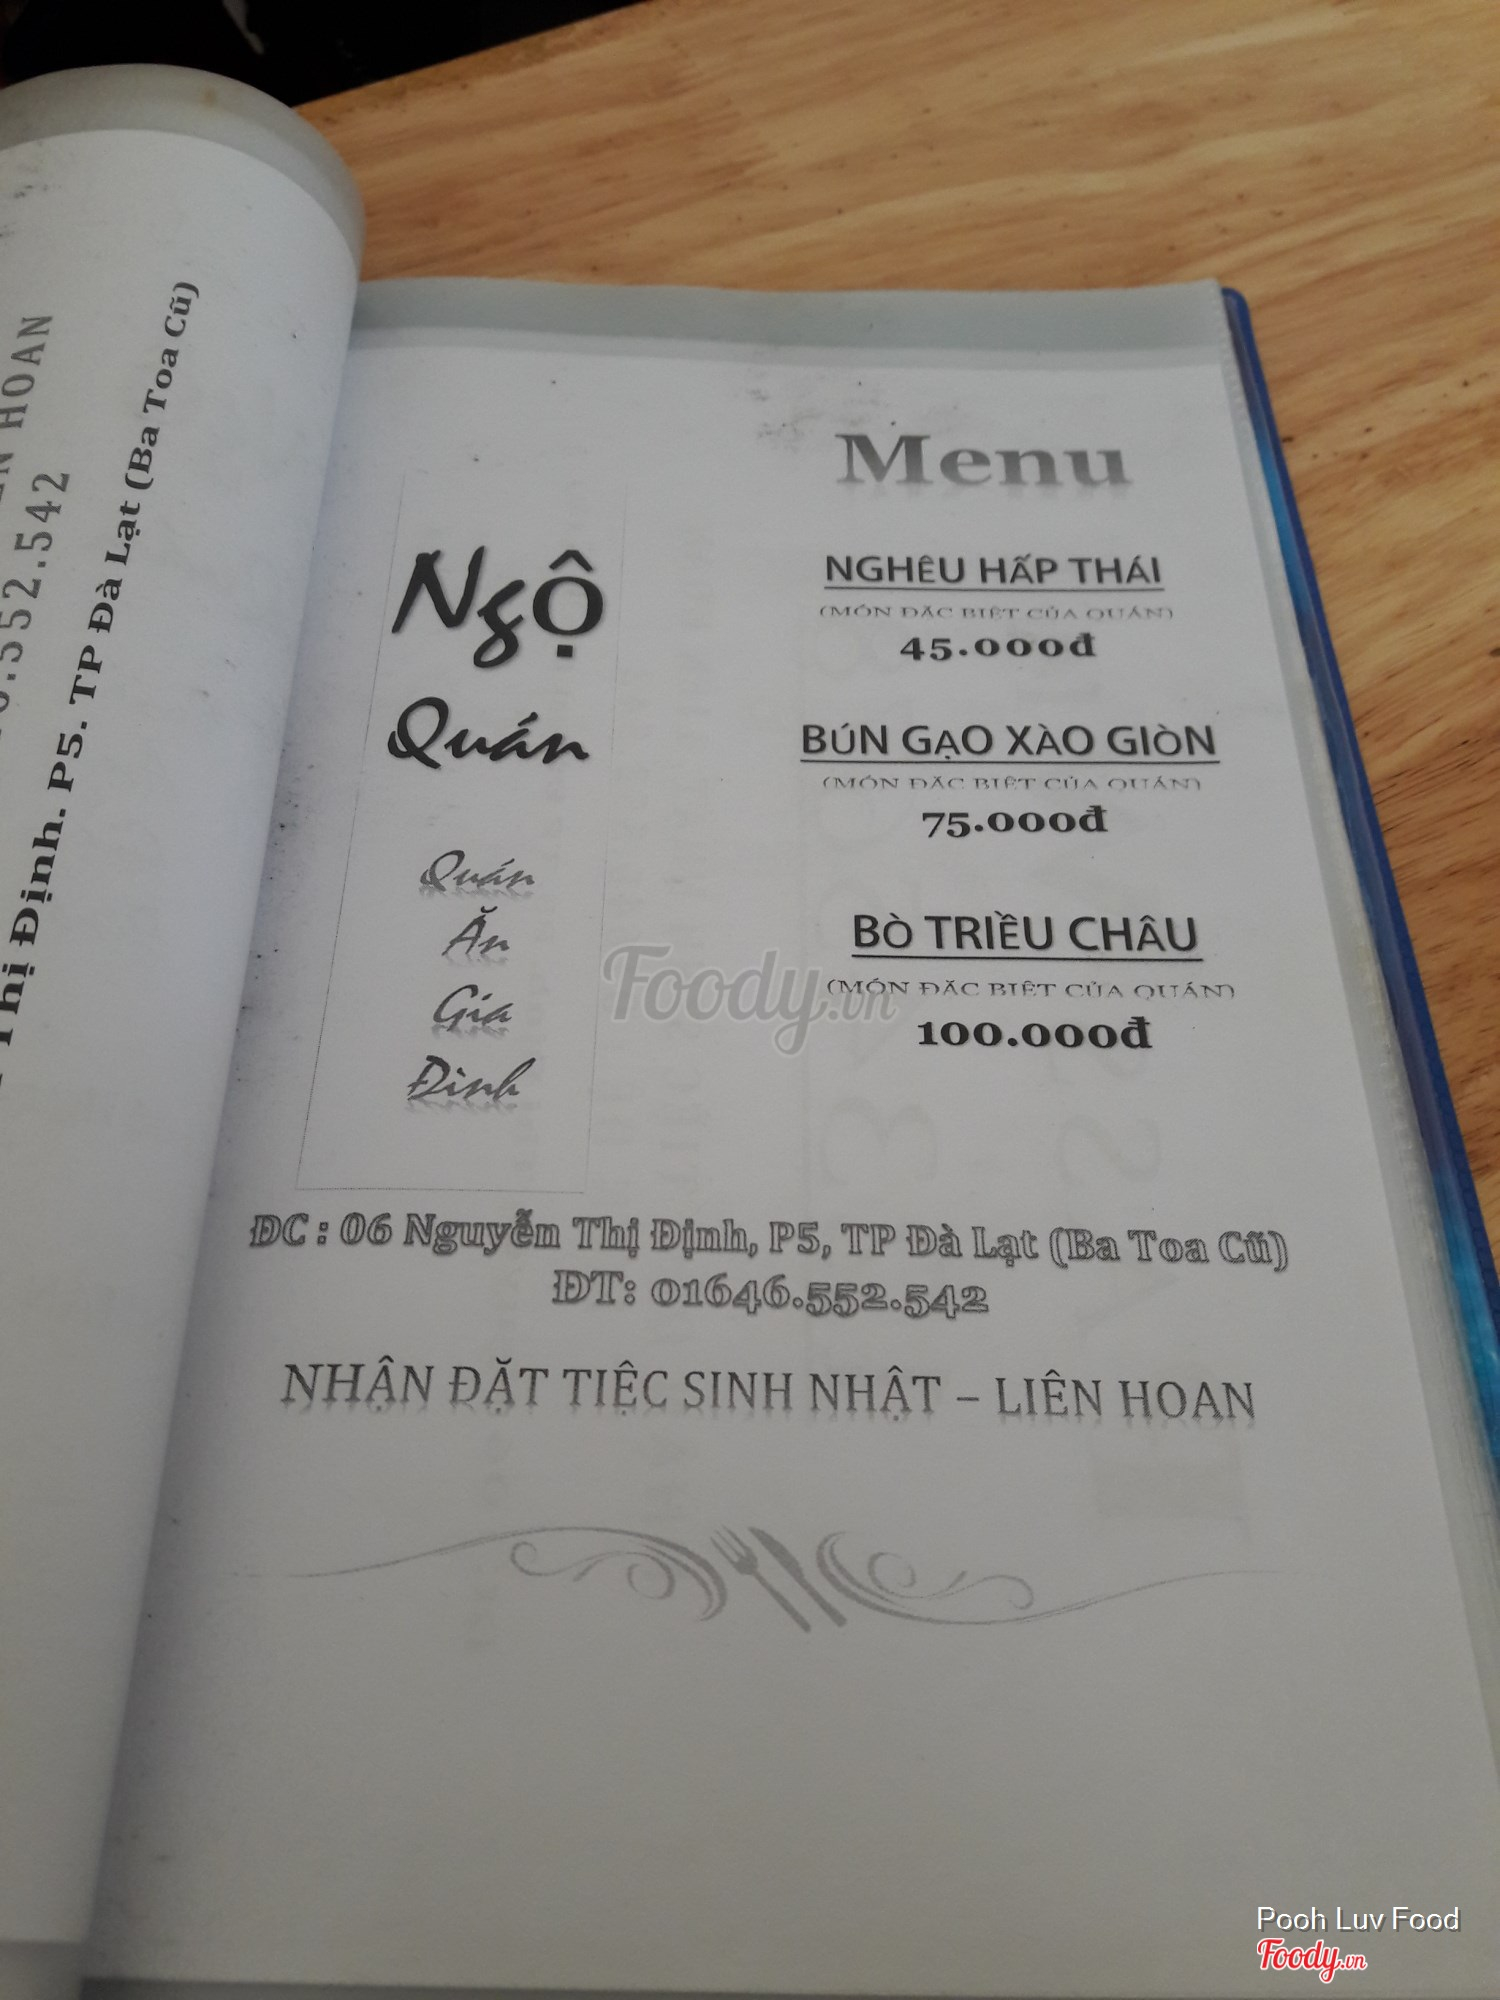 HOAN
552.542
Thị Định. P5. TP Đà Lạt (Ba Toa Cũ)
Menu
Ngộ
Quán
Quán
Ăn
Gia
Đình
NGHÊU HẤP THÁI
(MÓN ĐẶC BIỆT CỦA QUÁN)
45.000đ
BÚN GẠO XÀO GIÒN
(MÓN ĐẶC BIỆT CỦA QUÁN)
75.000đ
BÒ TRIỀU CHÂU
(MÓN ĐẶC BIỆT CỦA QUÁN)
100.000đ
Foody.vn
ĐC : 06 Nguyễn Thị Định, P5, TP Đà Lạt (Ba Toa Cũ)
ĐT: 01646.552.542
NHẬN ĐẶT TIỆC SINH NHẬT – LIÊN HOAN
Pooh Luv Food
Foody.vn